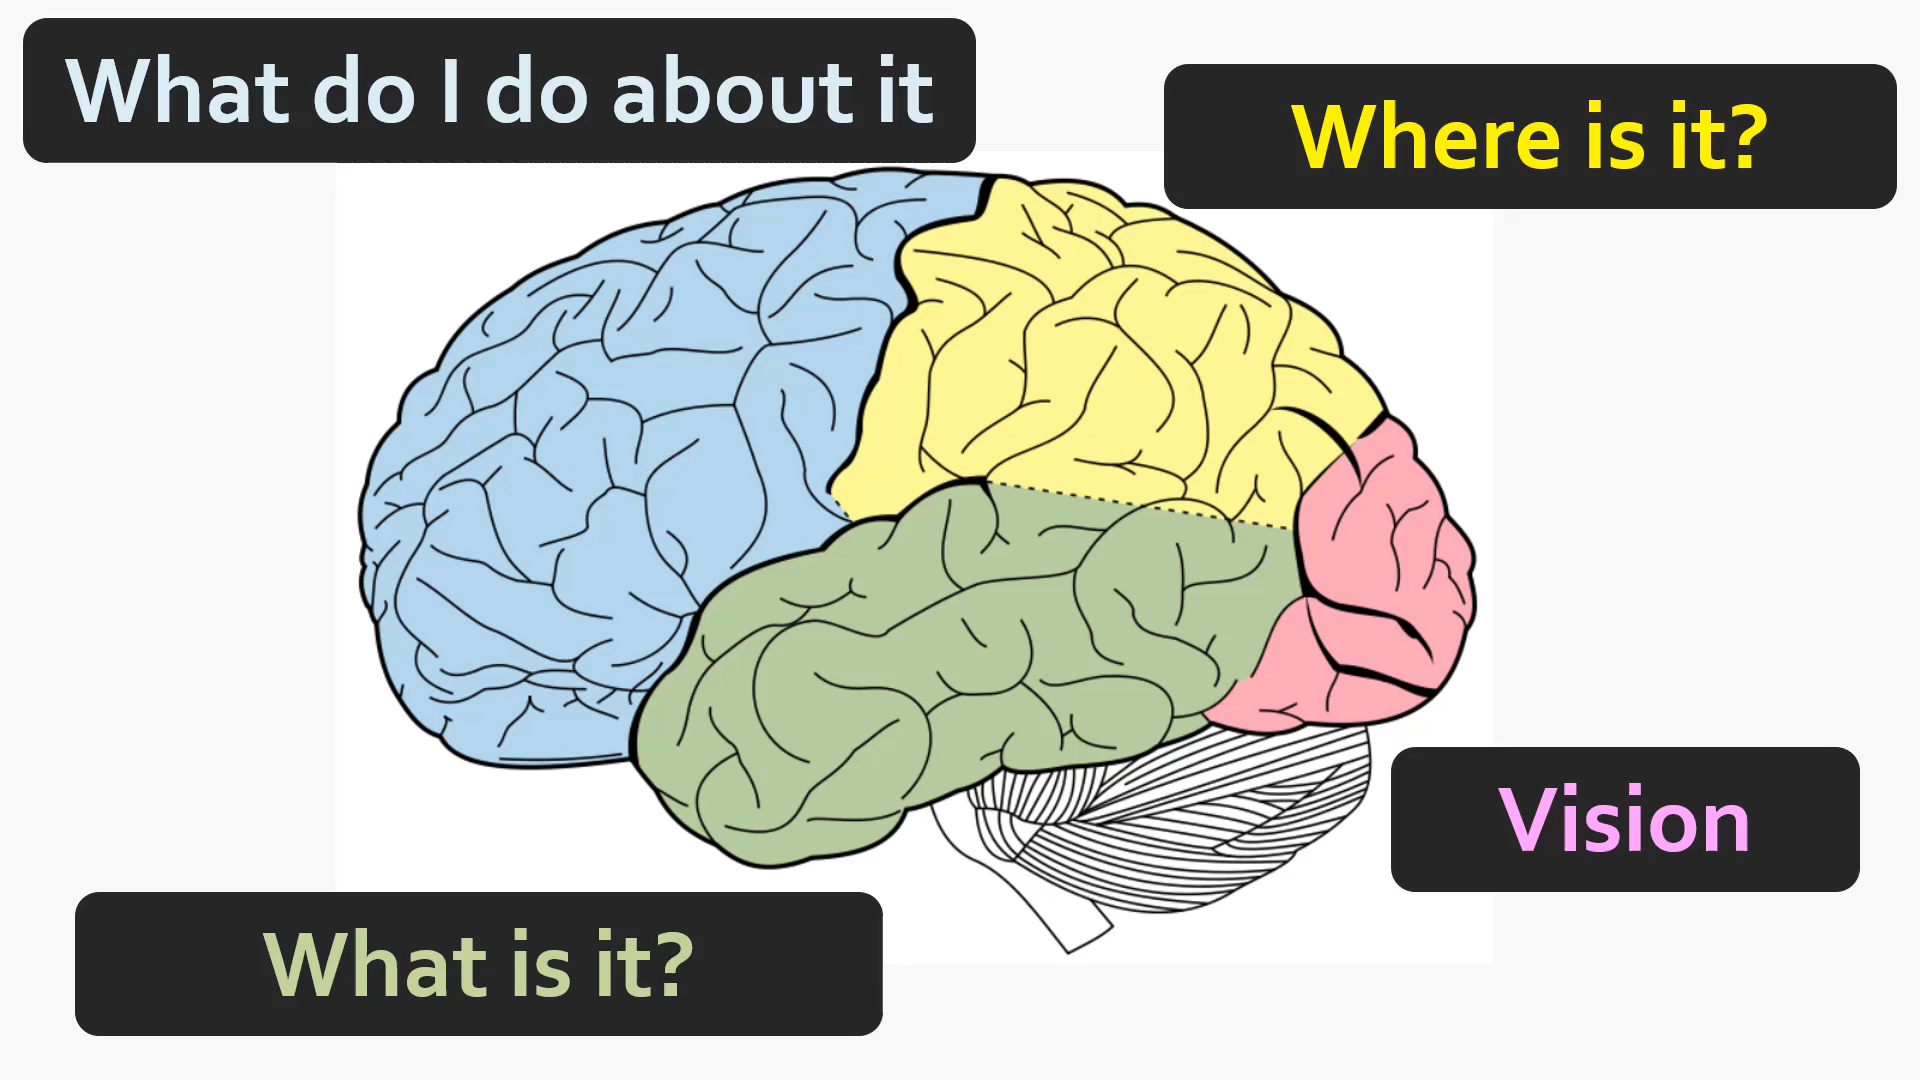 What do I do about it
Where is it?
Vision
What is it?